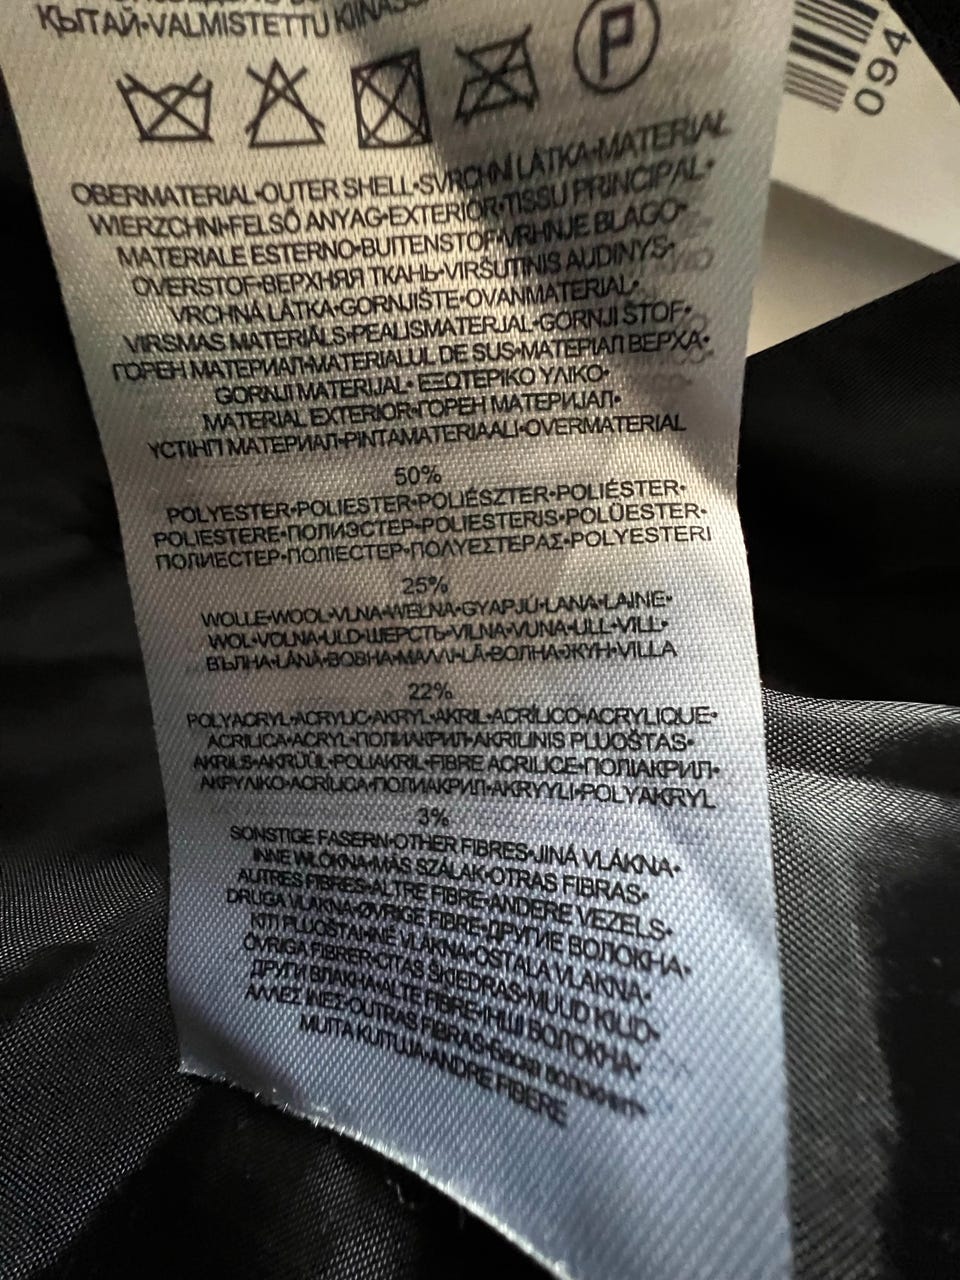 ҚЫТАЙ•VALMISTETTU
P
094
OBERMATERIAL•OUTER SHELL•SVRCHNÍ LÁTKA•MATERIAŁ
WIERZCHNI•FELSŐ ANYAG•EXTERIOR•TISSU PRINCIPAL•
MATERIALE ESTERNO•BUITENSTOF•VRHNJE BLAGO•
OVERSTOF•ВЕРХНЯЯ ТКАНЬ•VIRŠUTINIS AUDINYS•
VRCHNÁ LÁTKA•GORNJIŠTE•OVANMATERIAL•
VIRSMAS MATERIĀLS•PEALISMATERJAL•GORNJI ŠTOF•
ГОРЕН МАТЕРИАЛ•MATERIALUL DE SUS•МАТЕРІАЛ ВЕРХА•
GORNJI MATERIJAL•ΕΞΩΤΕΡΙΚΟ ΥΛΙΚΟ•
MATERIAL EXTERIOR•ГОРЕН МАТЕРИЈАЛ•
ҮСТІҢГІ МАТЕРИАЛ•PINTAMATERIAALI•OVERMATERIAL
50%
POLYESTER•POLIESTER•POLIÉSZTER•POLIÉSTER•
POLIESTERE•ПОЛИЭСТЕР•POLIESTERIS•POLÜESTER•
ПОЛИЕСТЕР•ПОЛІЕСТЕР•ΠΟΛΥΕΣΤΕΡΑΣ•POLYESTERI
25%
WOLLE•WOOL•VLNA•WEŁNA•GYAPJÚ•LANA•LAINE•
WOL•VOLNA•ULD•ШЕРСТЬ•VILNA•VUNA•ULL•VILL•
ВЪЛНА•LÂNĂ•ВОВНА•ΜΑΛΛΙ•LÃ•ВОЛНА•ЖҮН•VILLA
22%
POLYACRYL•ACRYLIC•AKRYL•AKRIL•ACRÍLICO•ACRYLIQUE•
ACRILICA•ACRYL•ПОЛИАКРИЛ•AKRILINIS PLUOŠTAS•
AKRILS•AKRÜÜL•POLIAKRIL•FIBRE ACRILICE•ПОЛІАКРИЛ•
ΑΚΡΥΛΙΚΟ•ACRÍLICA•ПОЛИАКРИЛ•AKRYYLI•POLYAKRYL
3%
SONSTIGE FASERN•OTHER FIBRES•JINÁ VLÁKNA•
INNE WŁÓKNA•MÁS SZÁLAK•OTRAS FIBRAS•
AUTRES FIBRES•ALTRE FIBRE•ANDERE VEZELS•
DRUGA VLAKNA•ØVRIGE FIBRE•ДРУГИЕ ВОЛОКНА•
KITI PLUOŠTAI•INÉ VLÁKNA•OSTALA VLAKNA•
ÖVRIGA FIBRER•CITAS ŠĶIEDRAS•MUUD KIUD•
ДРУГИ ВЛАКНА•ALTE FIBRE•ІНШІ ВОЛОКНА•
ΑΛΛΕΣ ΙΝΕΣ•OUTRAS FIBRAS•
MUITA KUITUJA•ANDRE FIBERE